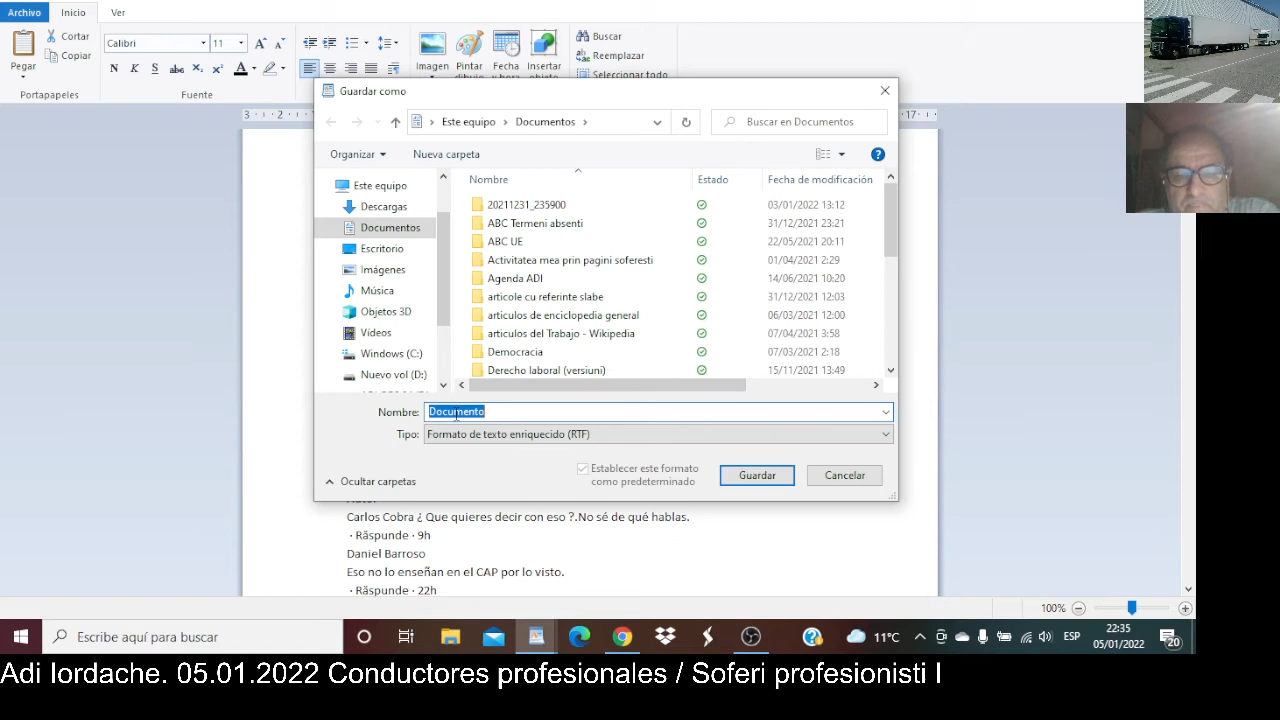 Archivo Inicio Ver
Pegar
Cortar
Copiar
Portapapeles
Calibri 11
N K S abc X₂ X² A
Fuente
Imagen
Pintar
dibujo
Fecha
y hora
Insertar
objeto
Buscar
Reemplazar
Seleccionar todo
3 2 17
Guardar como
Este equipo > Documentos >
Buscar en Documentos
Organizar Nueva carpeta
Este equipo
Descargas
Documentos
Escritorio
Imágenes
Música
Objetos 3D
Vídeos
Windows (C:)
Nuevo vol (D:)
Nombre Estado Fecha de modificación
20211231_235900 03/01/2022 13:12
ABC Termeni absenti 31/12/2021 23:21
ABC UE 22/05/2021 20:11
Activitatea mea prin pagini soferesti 01/04/2021 2:29
Agenda ADI 14/06/2021 10:20
articole cu referinte slabe 31/12/2021 12:03
articulos de enciclopedia general 06/03/2021 12:00
articulos del Trabajo - Wikipedia 07/04/2021 3:58
Democracia 07/03/2021 2:18
Derecho laboral (versiuni) 15/11/2021 13:49
Nombre: Documento
Tipo: Formato de texto enriquecido (RTF)
Establecer este formato
como predeterminado
Guardar Cancelar
Ocultar carpetas
Carlos Cobra ¿ Que quieres decir con eso ?.No sé de qué hablas.
· Răspunde · 9h
Daniel Barroso
Eso no lo enseñan en el CAP por lo visto.
· Răspunde · 22h
100%
Escribe aquí para buscar
11°C
ESP
22:35
05/01/2022
20
Adi Iordache. 05.01.2022 Conductores profesionales / Soferi profesionisti I